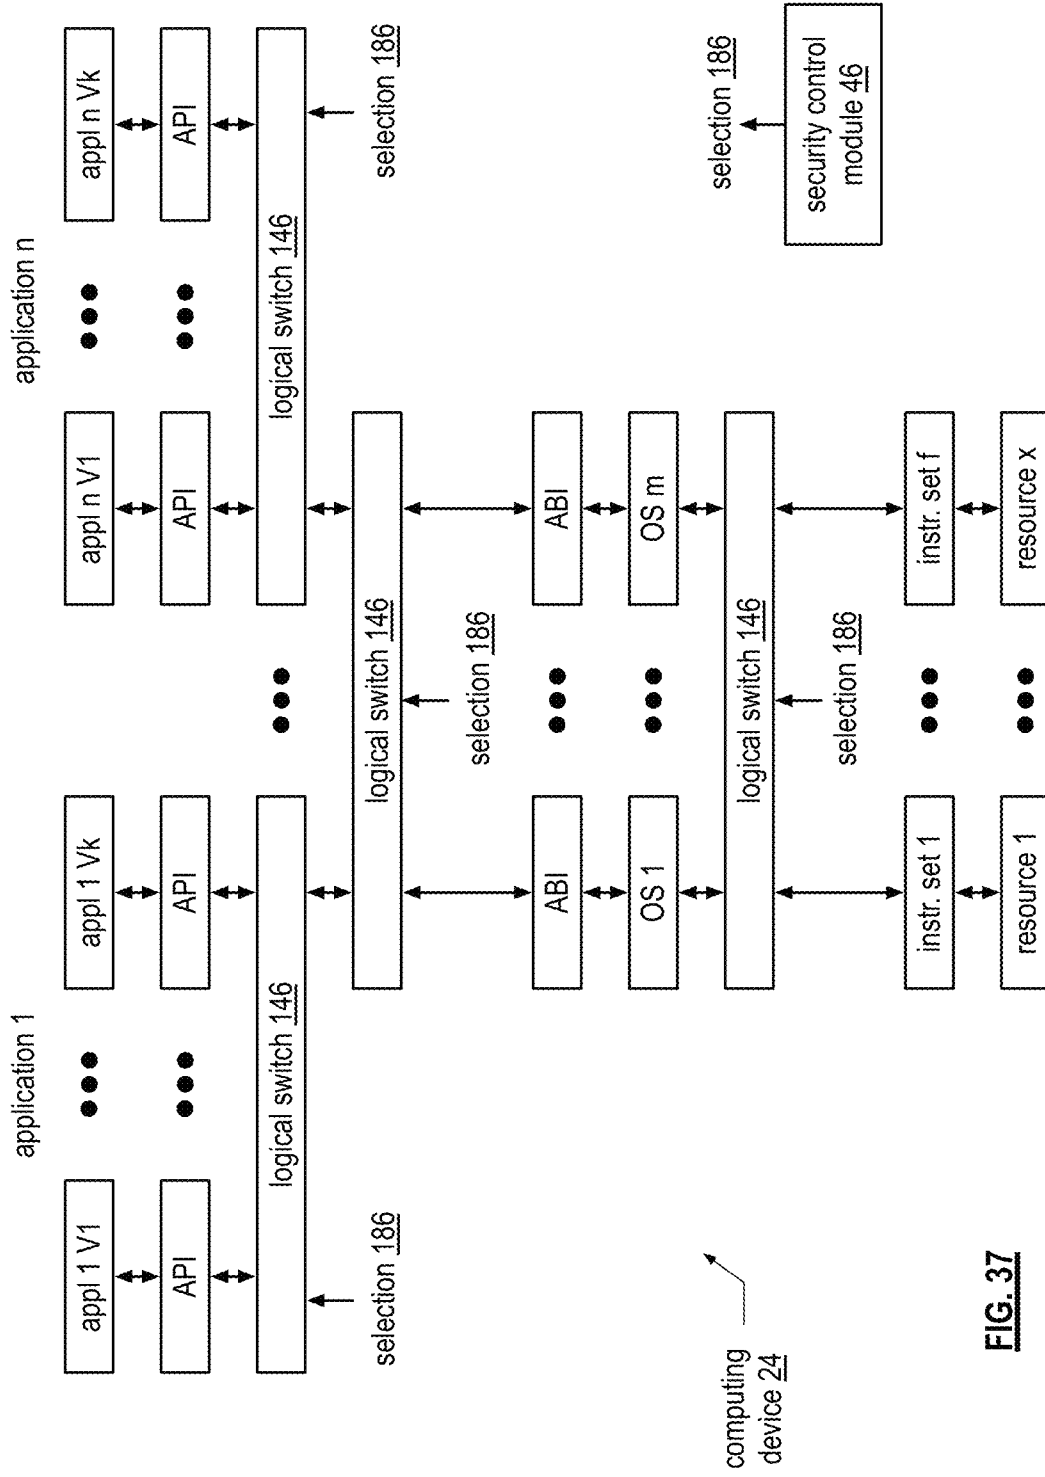 application 1
application n
appl 1 V1
appl 1 Vk
appl n V1
appl n Vk
API
API
API
API
logical switch 146
logical switch 146
selection 186
selection 186
logical switch 146
selection 186
ABI
ABI
OS 1
OS m
selection 186
security control
module 46
logical switch 146
selection 186
computing
device 24
instr. set 1
instr. set f
resource 1
resource x
FIG. 37